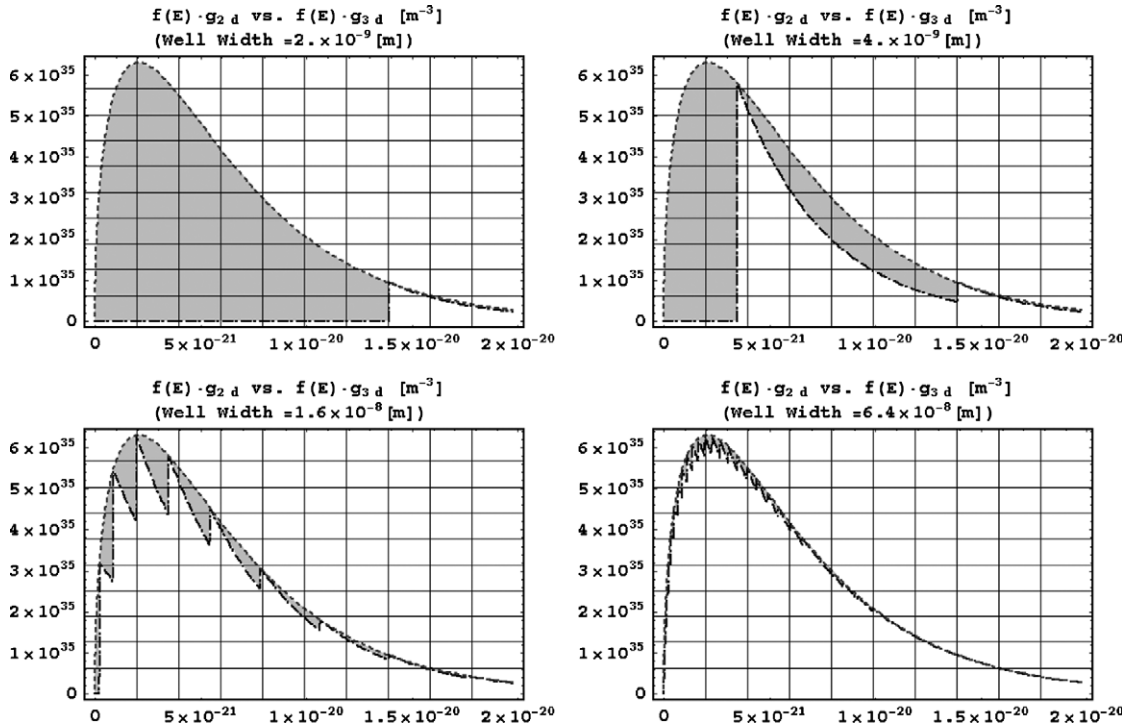 f(E)·g₂ d vs. f(E)·g₃ d [m⁻³]
(Well Width =2.×10⁻⁹[m])
6×10³⁵
5×10³⁵
4×10³⁵
3×10³⁵
2×10³⁵
1×10³⁵
0
0 5×10⁻²¹ 1×10⁻²⁰ 1.5×10⁻²⁰ 2×10⁻²⁰
f(E)·g₂ d vs. f(E)·g₃ d [m⁻³]
(Well Width =4.×10⁻⁹[m])
6×10³⁵
5×10³⁵
4×10³⁵
3×10³⁵
2×10³⁵
1×10³⁵
0
0 5×10⁻²¹ 1×10⁻²⁰ 1.5×10⁻²⁰ 2×10⁻²⁰
f(E)·g₂ d vs. f(E)·g₃ d [m⁻³]
(Well Width =1.6×10⁻⁸[m])
6×10³⁵
5×10³⁵
4×10³⁵
3×10³⁵
2×10³⁵
1×10³⁵
0
0 5×10⁻²¹ 1×10⁻²⁰ 1.5×10⁻²⁰ 2×10⁻²⁰
f(E)·g₂ d vs. f(E)·g₃ d [m⁻³]
(Well Width =6.4×10⁻⁸[m])
6×10³⁵
5×10³⁵
4×10³⁵
3×10³⁵
2×10³⁵
1×10³⁵
0
0 5×10⁻²¹ 1×10⁻²⁰ 1.5×10⁻²⁰ 2×10⁻²⁰